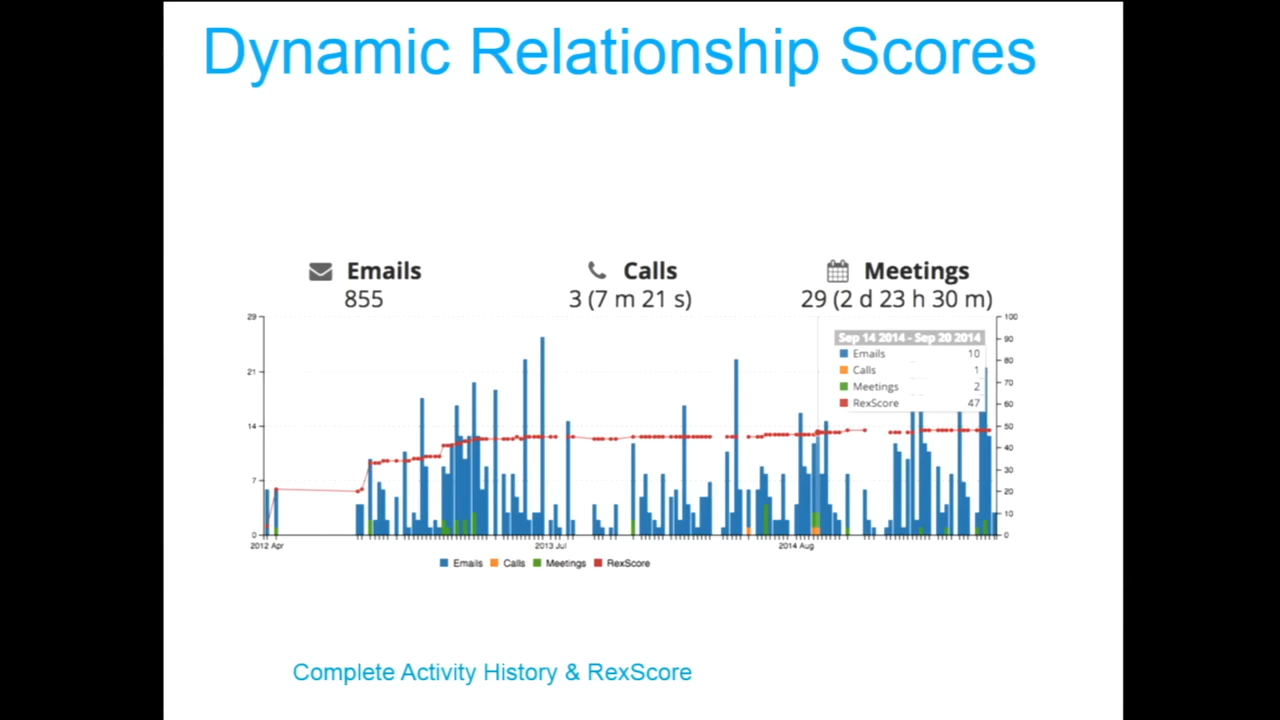 Dynamic Relationship Scores
Emails
Calls
Meetings
855
3 (7 m 21 s)
29 (2 d 23 h 30 m)
29
21
14
7
0
100
90
80
70
60
50
40
30
20
10
0
Sep 14 2014 - Sep 20 2014
Emails 10
Calls 1
Meetings 2
RexScore 47
2012 Apr
2013 Jul
2014 Aug
Emails Calls Meetings RexScore
Complete Activity History & RexScore